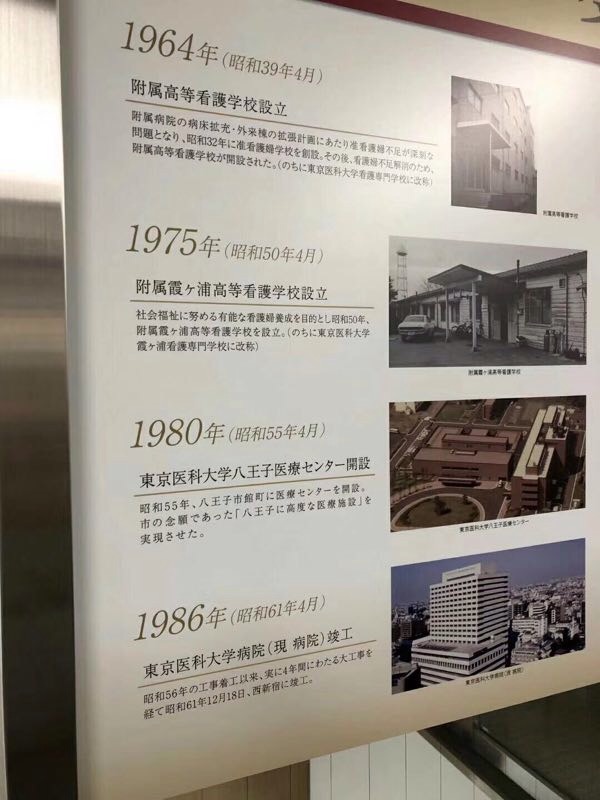 1964年(昭和39年4月)
附属高等看護学校設立
附属病院の病床拡充・外来棟の拡張計画にあたり准看護婦不足が深刻な
問題となり、昭和32年に准看護婦学校を創設。その後、看護婦不足解消のため、
附属高等看護学校が開設された。(のちに東京医科大学看護専門学校に改称)
附属高等看護学校
1975年(昭和50年4月)
附属霞ヶ浦高等看護学校設立
社会福祉に努める有能な看護婦養成を目的とし昭和50年、
附属霞ヶ浦高等看護学校を設立。(のちに東京医科大学
霞ヶ浦看護専門学校に改称)
附属霞ヶ浦高等看護学校
1980年(昭和55年4月)
東京医科大学八王子医療センター開設
昭和55年、八王子市館町に医療センターを開設。
市の念願であった「八王子に高度な医療施設」を
実現させた。
東京医科大学八王子医療センター
1986年(昭和61年4月)
東京医科大学病院(現 病院)竣工
昭和56年の工事着工以来、実に4年間にわたる大工事を
経て昭和61年12月18日、西新宿に竣工。
東京医科大学病院(現 病院)